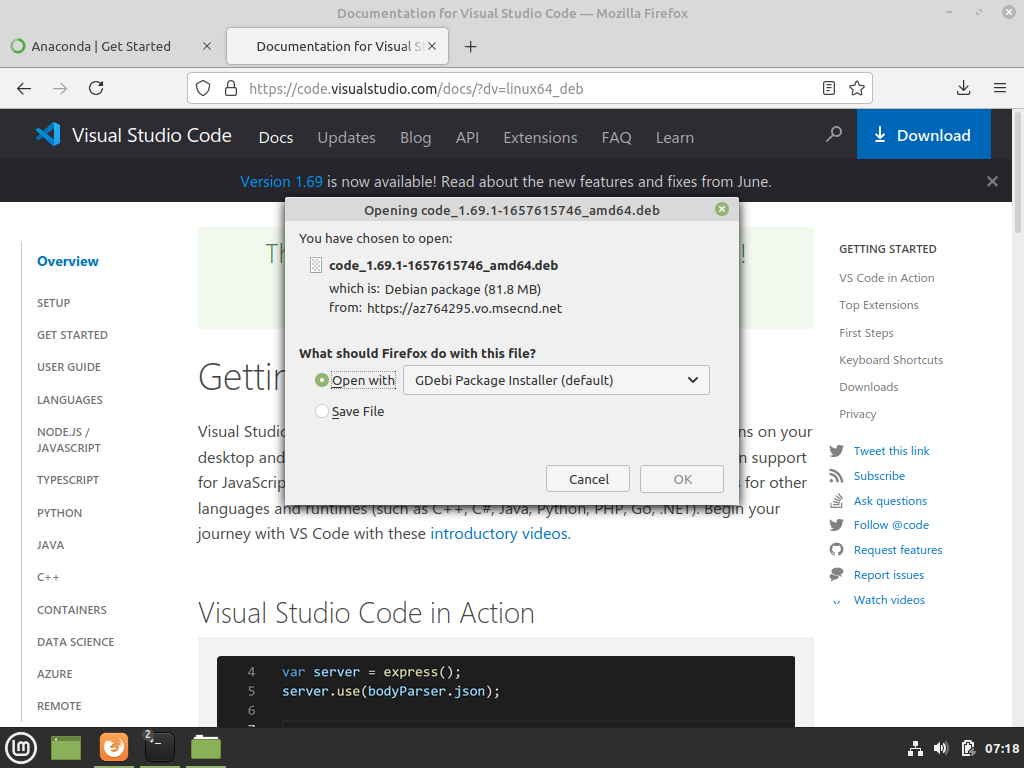 Documentation for Visual Studio Code — Mozilla Firefox
Anaconda | Get Started
Documentation for Visual S
https://code.visualstudio.com/docs/?dv=linux64_deb
Visual Studio Code
Docs
Updates
Blog
API
Extensions
FAQ
Learn
Download
Version 1.69 is now available! Read about the new features and fixes from June.
Opening code_1.69.1-1657615746_amd64.deb
You have chosen to open:
code_1.69.1-1657615746_amd64.deb
which is: Debian package (81.8 MB)
from: https://az764295.vo.msecnd.net
What should Firefox do with this file?
Open with
GDebi Package Installer (default)
Save File
Cancel
OK
Overview
SETUP
GET STARTED
USER GUIDE
LANGUAGES
NODE.JS /
JAVASCRIPT
TYPESCRIPT
PYTHON
JAVA
C++
CONTAINERS
DATA SCIENCE
AZURE
REMOTE
Th
!
Gettin
Visual Studio
ns on your
desktop and
n support
for JavaScrip
s for other
languages and runtimes (such as C++, C#, Java, Python, PHP, Go, .NET). Begin your
journey with VS Code with these introductory videos.
Visual Studio Code in Action
4 var server = express();
5 server.use(bodyParser.json);
6
7
GETTING STARTED
VS Code in Action
Top Extensions
First Steps
Keyboard Shortcuts
Downloads
Privacy
Tweet this link
Subscribe
Ask questions
Follow @code
Request features
Report issues
Watch videos
2
07:18